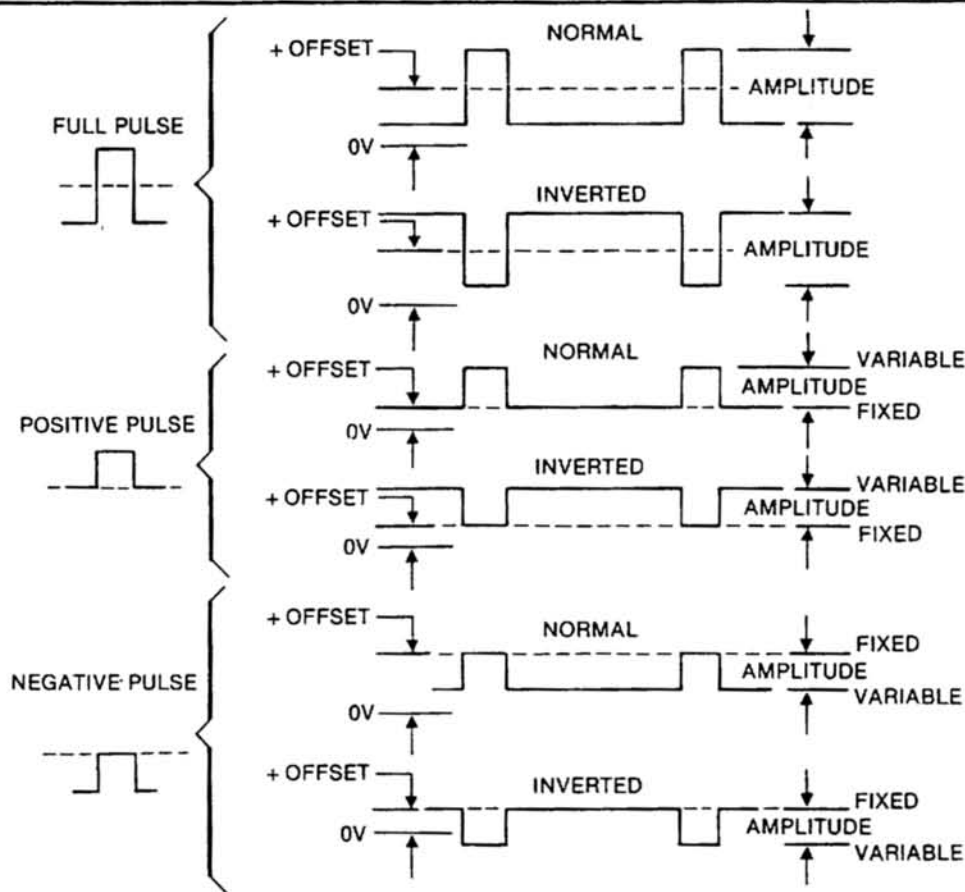 NORMAL
+ OFFSET
AMPLITUDE
FULL PULSE
0V
INVERTED
+ OFFSET
AMPLITUDE
0V
NORMAL
VARIABLE
+ OFFSET
AMPLITUDE
FIXED
POSITIVE PULSE
0V
INVERTED
VARIABLE
+ OFFSET
AMPLITUDE
FIXED
0V
+ OFFSET
NORMAL
FIXED
NEGATIVE PULSE
AMPLITUDE
VARIABLE
0V
+ OFFSET
INVERTED
FIXED
0V
AMPLITUDE
VARIABLE